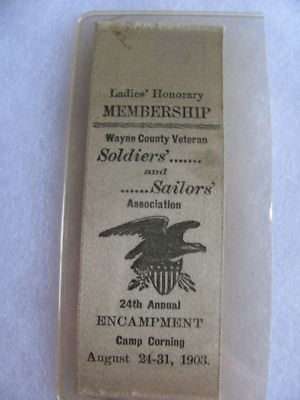 Ladies' Honorary
MEMBERSHIP
Wayne County Veteran
Soldiers'.......
and
......Sailors'
Association
24th Annual
ENCAMPMENT
Camp Corning
August 24-31, 1903.